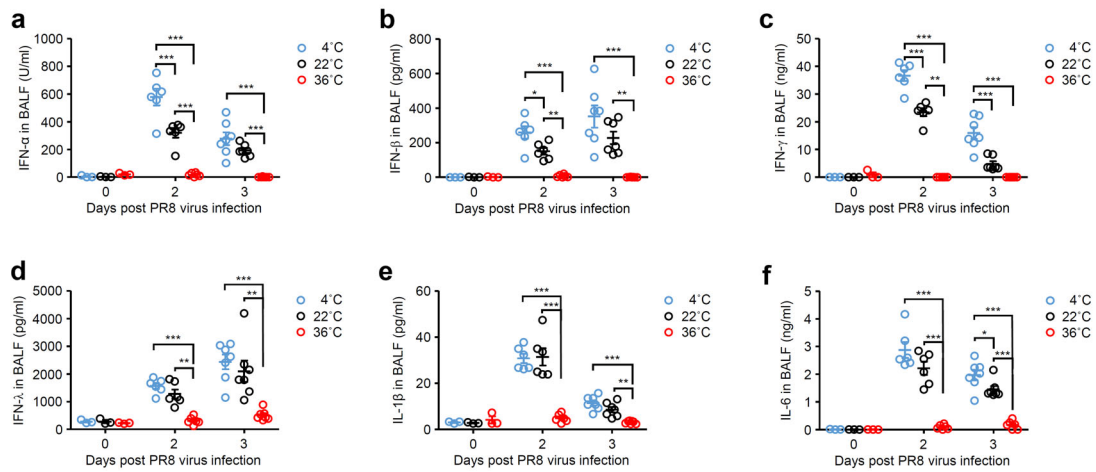 a
IFN-α in BALF (U/ml)
1000
800
600
400
200
0
***
***
***
***
***
4°C
22°C
36°C
0 2 3
Days post PR8 virus infection
b
IFN-β in BALF (pg/ml)
800
600
400
200
0
***
*
**
***
**
4°C
22°C
36°C
0 2 3
Days post PR8 virus infection
c
IFN-γ in BALF (ng/ml)
50
40
30
20
10
0
***
***
**
***
***
4°C
22°C
36°C
0 2 3
Days post PR8 virus infection
d
IFN-λ in BALF (pg/ml)
5000
4000
3000
2000
1000
0
***
**
***
**
4°C
22°C
36°C
0 2 3
Days post PR8 virus infection
e
IL-1β in BALF (pg/ml)
60
40
20
0
***
***
***
**
4°C
22°C
36°C
0 2 3
Days post PR8 virus infection
f
IL-6 in BALF (ng/ml)
5
4
3
2
1
0
***
***
***
*
***
4°C
22°C
36°C
0 2 3
Days post PR8 virus infection